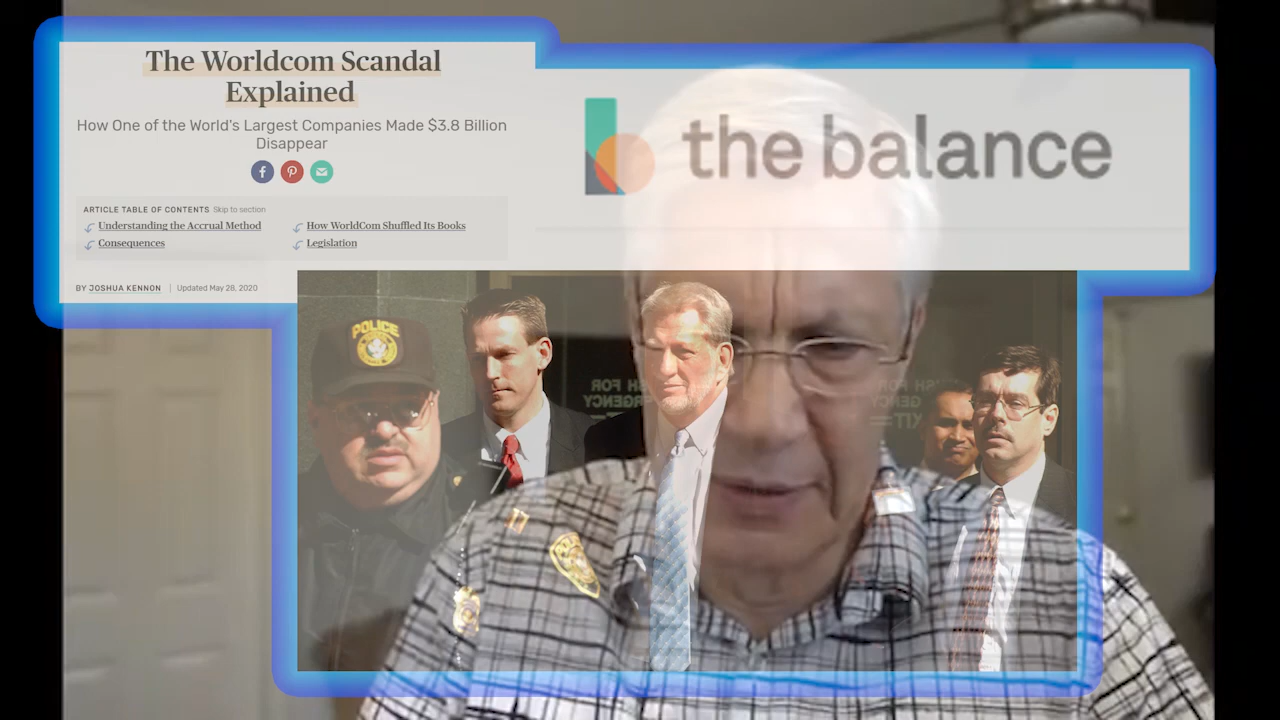 The Worldcom Scandal
Explained
How One of the World's Largest Companies Made $3.8 Billion
Disappear
ARTICLE TABLE OF CONTENTS Skip to section
Understanding the Accrual Method
How WorldCom Shuffled Its Books
Consequences
Legislation
BY JOSHUA KENNON | Updated May 28, 2020
the balance
POLICE